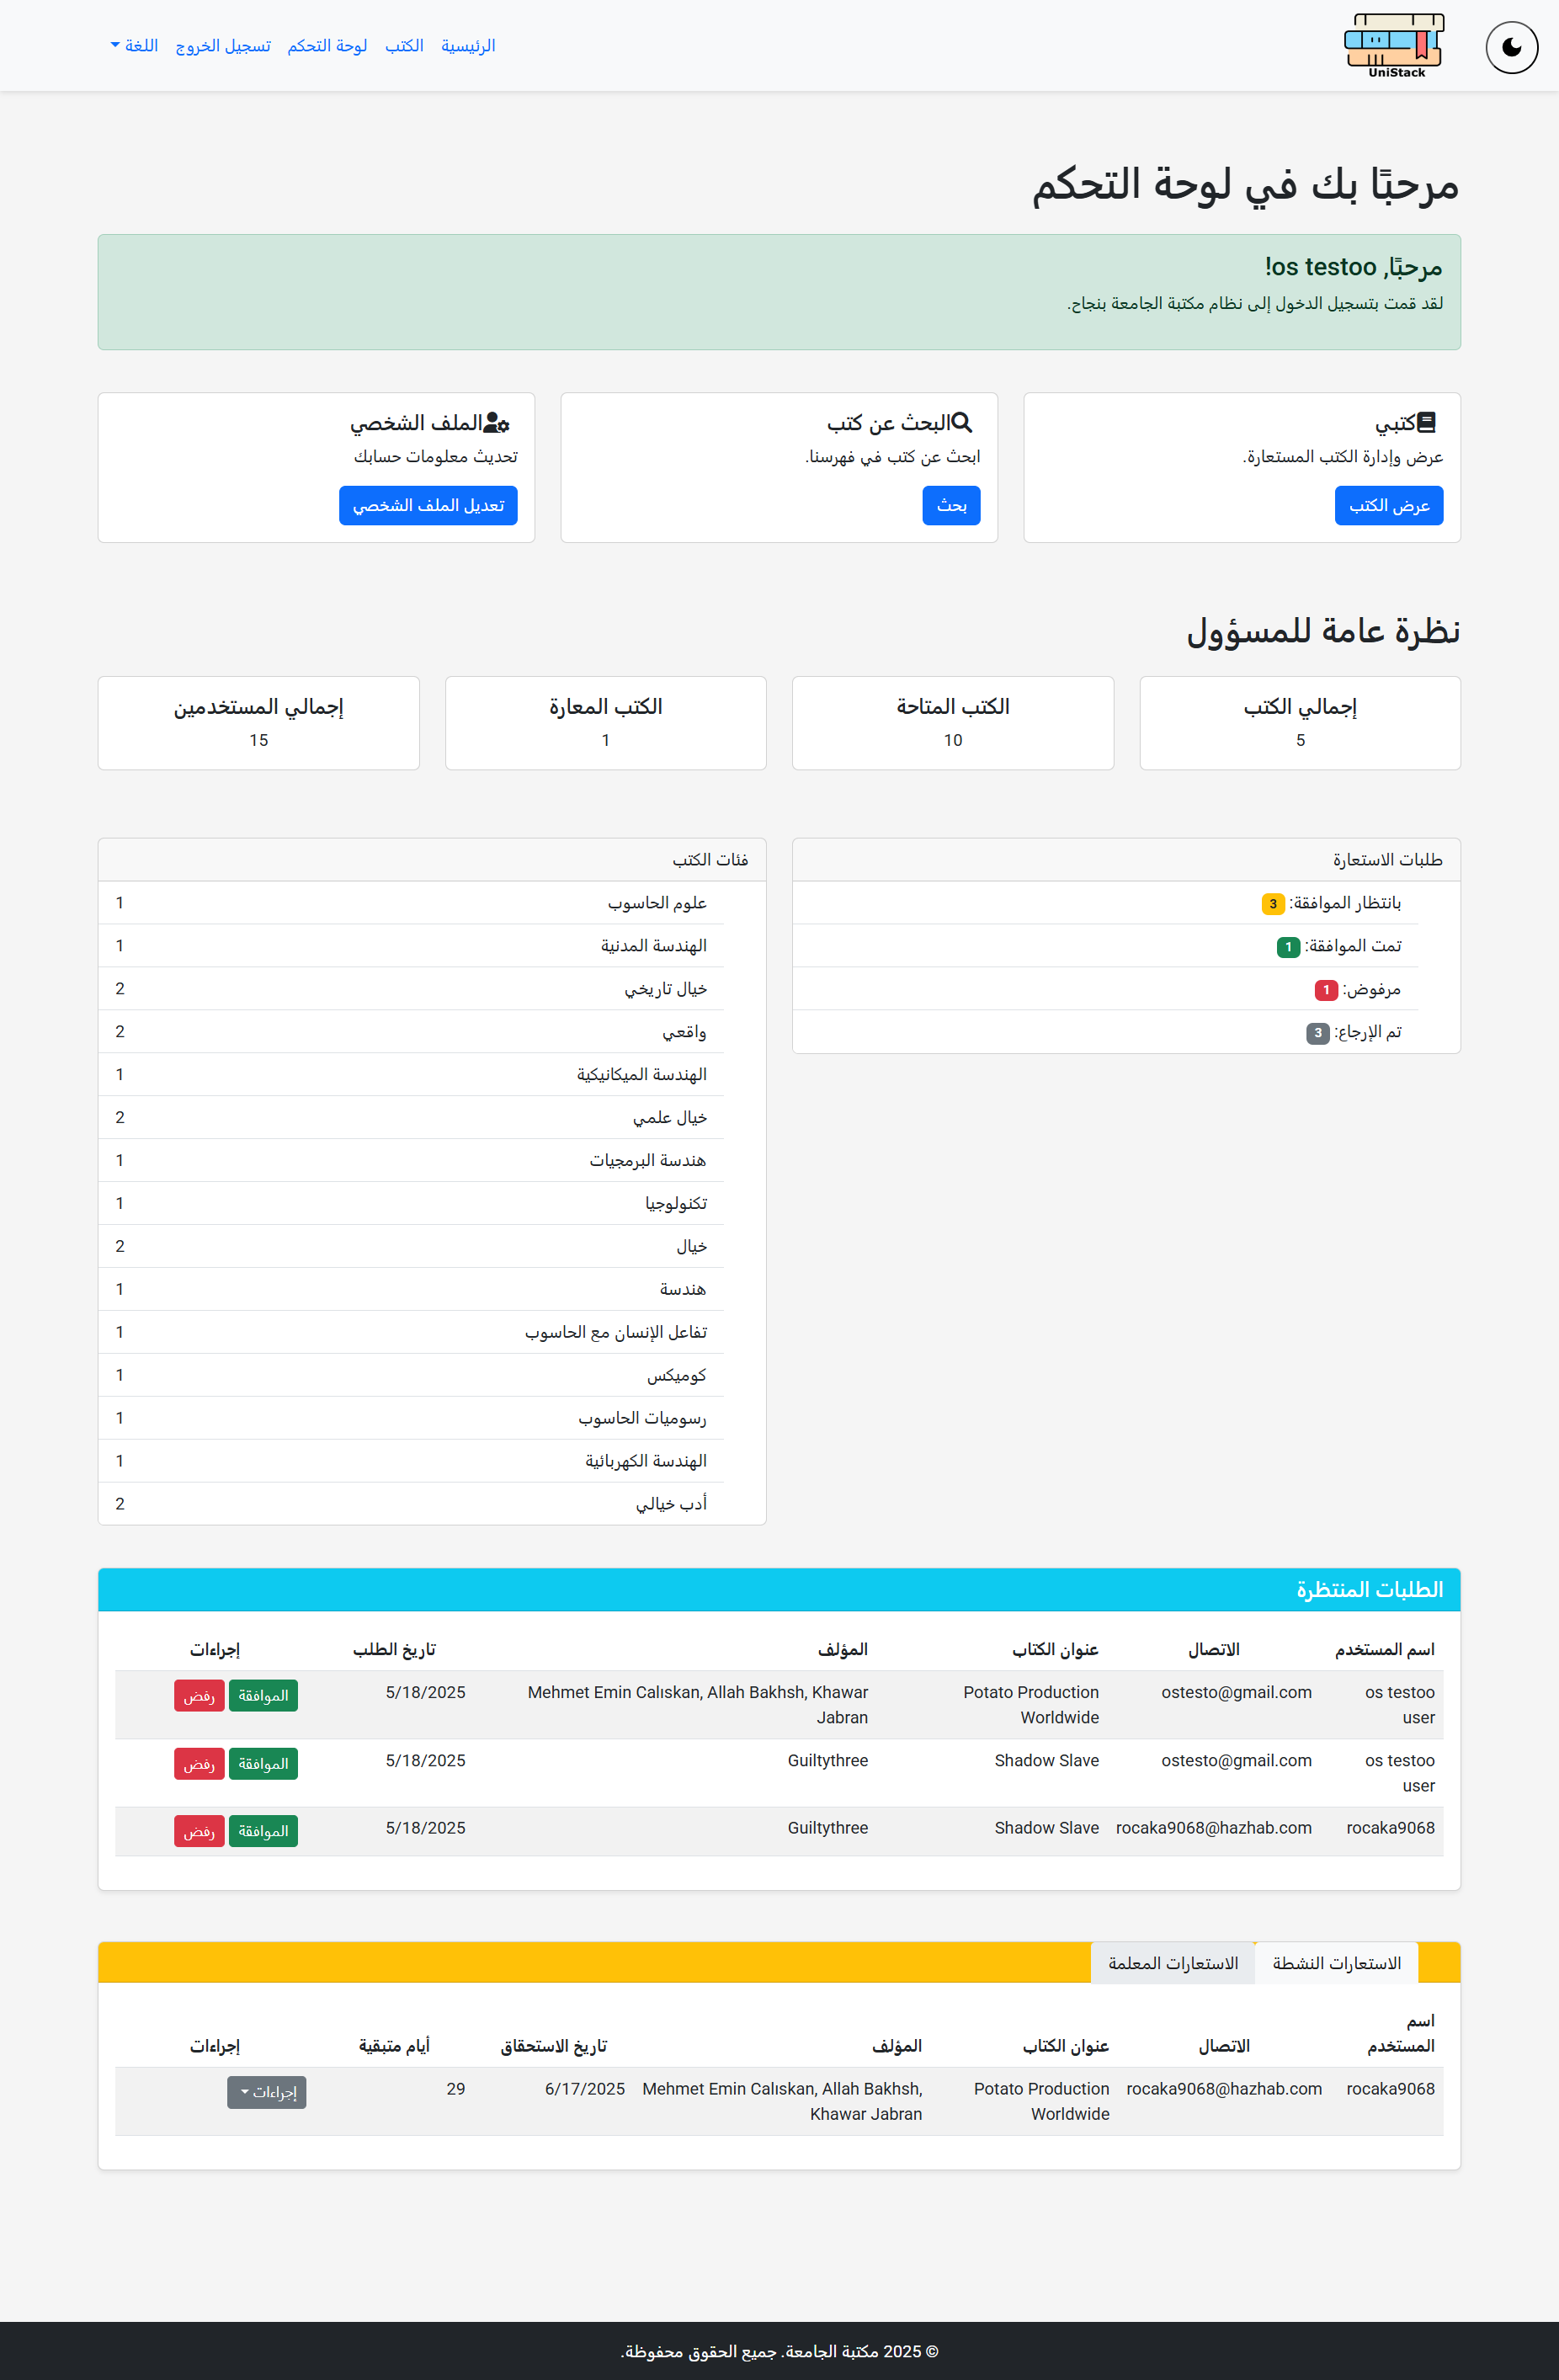 UniStack
الرئيسية الكتب لوحة التحكم تسجيل الخروج اللغة
مرحبًا بك في لوحة التحكم
مرحبًا, os testoo!
لقد قمت بتسجيل الدخول إلى نظام مكتبة الجامعة بنجاح.
كتبي
عرض وإدارة الكتب المستعارة.
عرض الكتب
البحث عن كتب
ابحث عن كتب في فهرسنا.
بحث
الملف الشخصي
تحديث معلومات حسابك
تعديل الملف الشخصي
نظرة عامة للمسؤول
إجمالي الكتب
5
الكتب المتاحة
10
الكتب المعارة
1
إجمالي المستخدمين
15
طلبات الاستعارة
بانتظار الموافقة: 3
تمت الموافقة: 1
مرفوض: 1
تم الإرجاع: 3
فئات الكتب
علوم الحاسوب 1
الهندسة المدنية 1
خيال تاريخي 2
واقعي 2
الهندسة الميكانيكية 1
خيال علمي 2
هندسة البرمجيات 1
تكنولوجيا 1
خيال 2
هندسة 1
تفاعل الإنسان مع الحاسوب 1
كوميكس 1
رسوميات الحاسوب 1
الهندسة الكهربائية 1
أدب خيالي 2
الطلبات المنتظرة
اسم المستخدم الاتصال عنوان الكتاب المؤلف تاريخ الطلب إجراءات
os testoo ostesto@gmail.com Potato Production Mehmet Emin Calıskan, Allah Bakhsh, Khawar 5/18/2025 الموافقة رفض
user Worldwide Jabran
os testoo ostesto@gmail.com Shadow Slave Guiltythree 5/18/2025 الموافقة رفض
user
rocaka9068 rocaka9068@hazhab.com Shadow Slave Guiltythree 5/18/2025 الموافقة رفض
الاستعارات النشطة الاستعارات المعلمة
اسم
المستخدم الاتصال عنوان الكتاب المؤلف تاريخ الاستحقاق أيام متبقية إجراءات
rocaka9068 rocaka9068@hazhab.com Potato Production Mehmet Emin Calıskan, Allah Bakhsh, 6/17/2025 29 إجراءات
Worldwide Khawar Jabran
© 2025 مكتبة الجامعة. جميع الحقوق محفوظة.